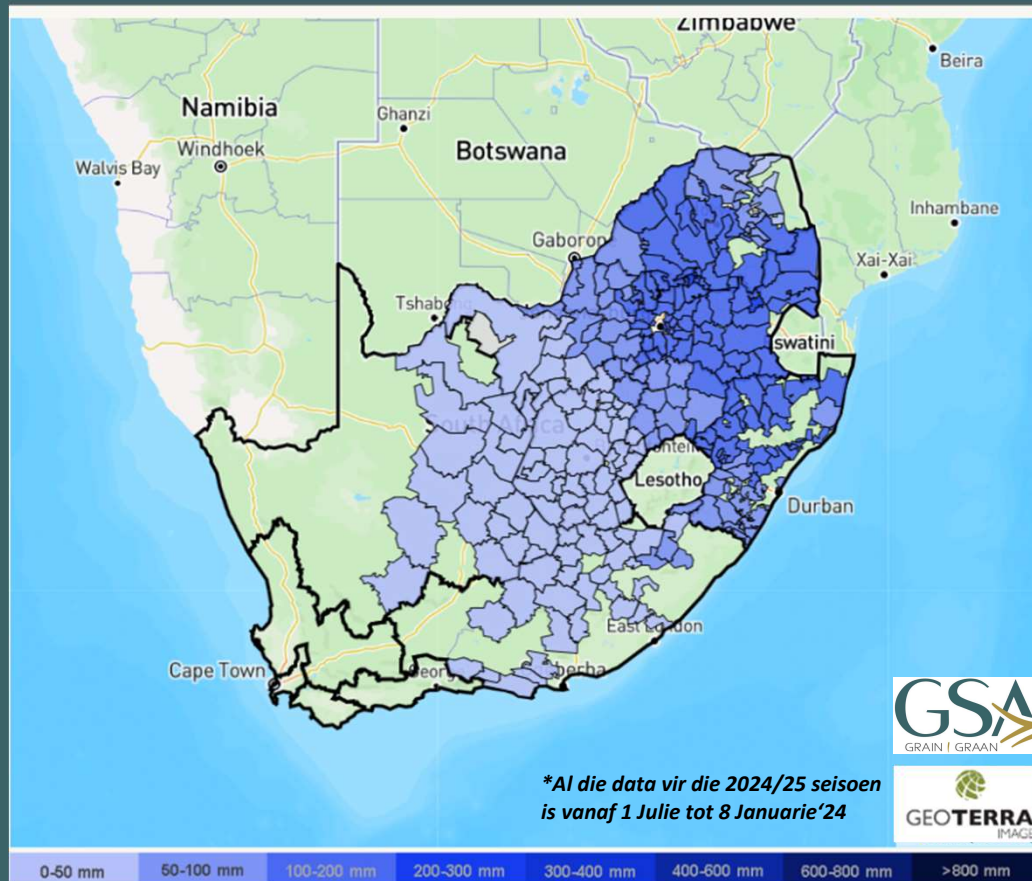 Zimbabwe
Beira
Namibia
Ghanzi
Windhoek
Botswana
Walvis Bay
Inhambane
Gaboron
Xai-Xai
Tshabong
swatini
South Africa
ontein
Lesotho
Durban
East London
Cape Town
George
berha
GSA
GRAIN | GRAAN
*Al die data vir die 2024/25 seisoen
is vanaf 1 Julie tot 8 Januarie‘24
GEOTERRA
IMAGE
0-50 mm 50-100 mm 100-200 mm 200-300 mm 300-400 mm 400-600 mm 600-800 mm >800 mm